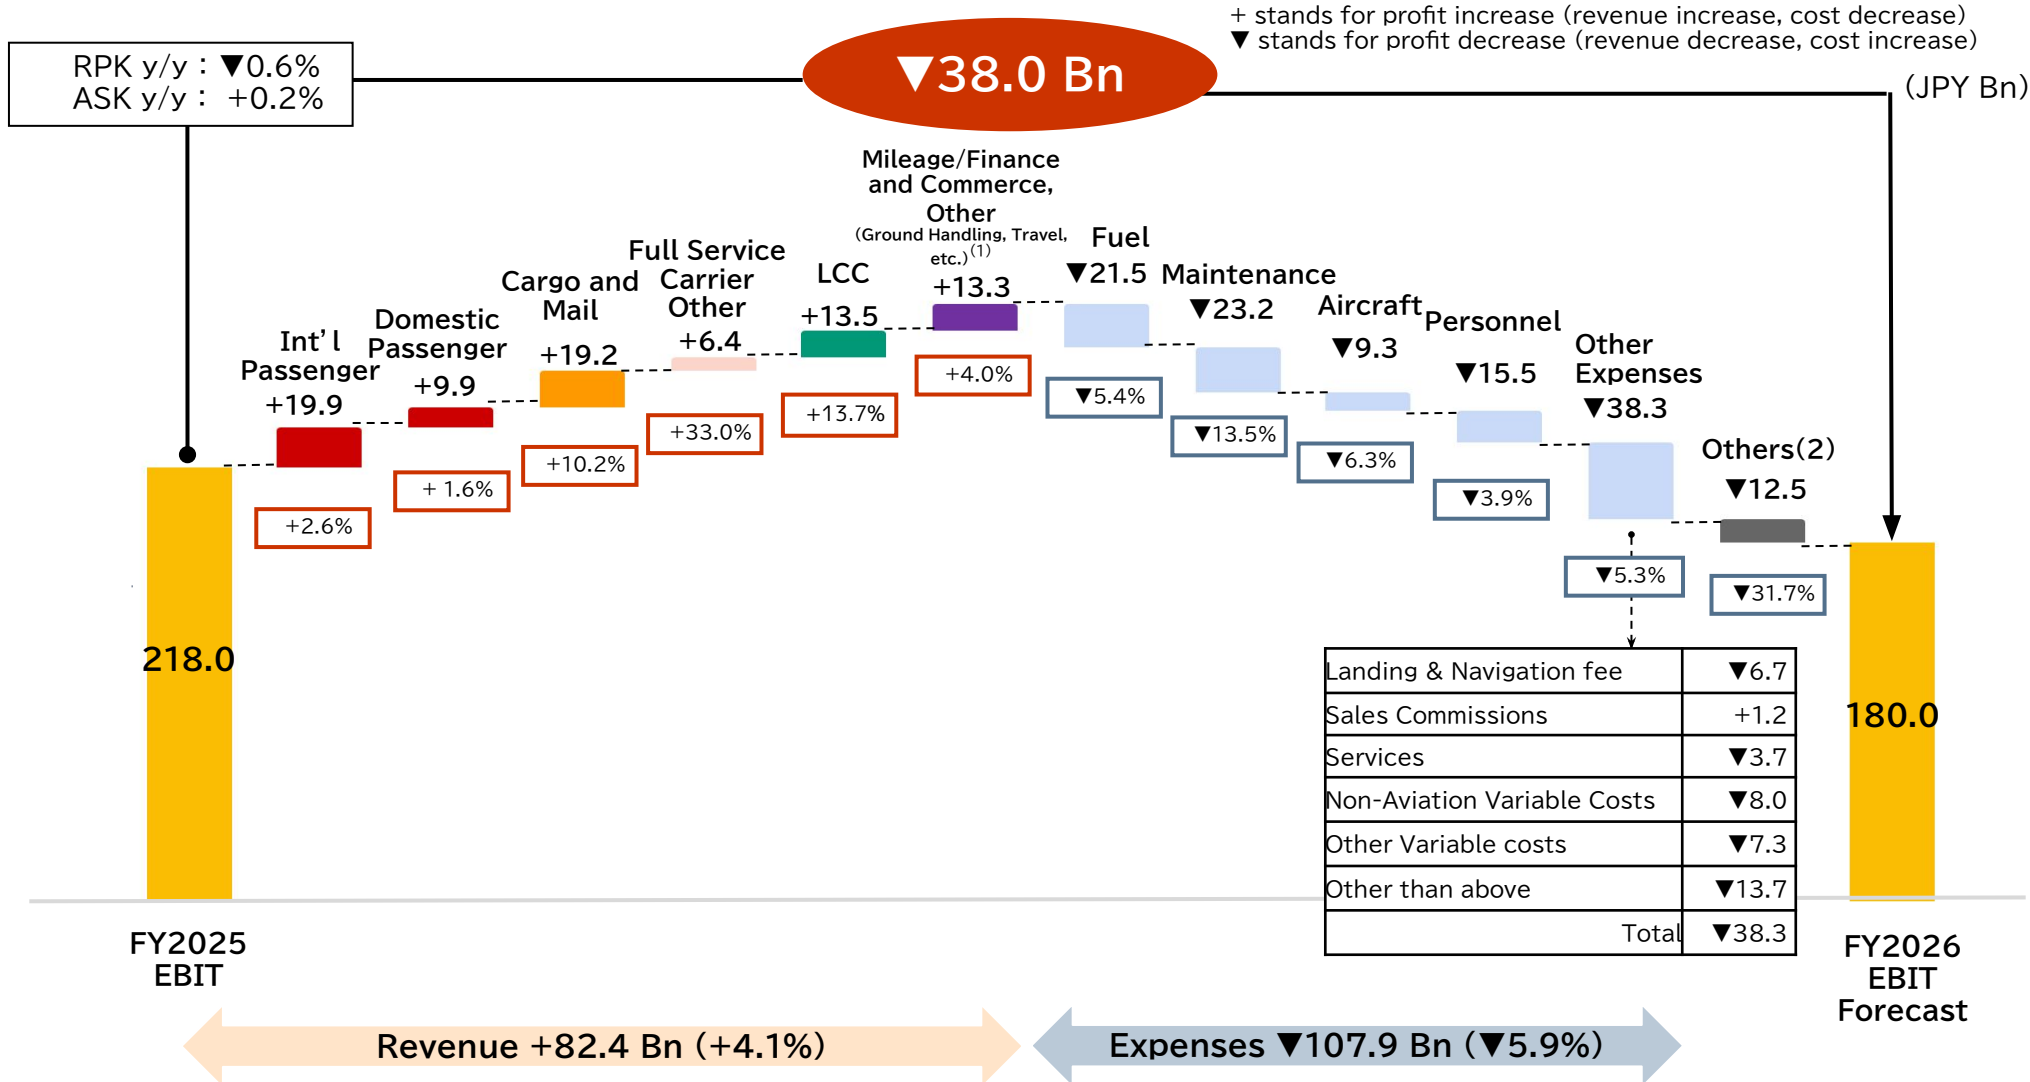 + stands for profit increase (revenue increase, cost decrease)
▼ stands for profit decrease (revenue decrease, cost increase)
RPK y/y : ▼0.6%
ASK y/y : +0.2%
▼38.0 Bn
(JPY Bn)
Int'l
Passenger
+19.9
+2.6%
Domestic
Passenger
+9.9
+ 1.6%
Cargo and
Mail
+19.2
+10.2%
Full Service
Carrier
Other
+6.4
+33.0%
LCC
+13.5
+13.7%
Mileage/Finance
and Commerce,
Other
(Ground Handling, Travel,
etc.)(1)
+13.3
+4.0%
Fuel
▼21.5
▼5.4%
Maintenance
▼23.2
▼13.5%
Aircraft
▼9.3
▼6.3%
Personnel
▼15.5
▼3.9%
Other
Expenses
▼38.3
▼5.3%
Others(2)
▼12.5
▼31.7%
218.0
180.0
Landing & Navigation fee ▼6.7
Sales Commissions +1.2
Services ▼3.7
Non-Aviation Variable Costs ▼8.0
Other Variable costs ▼7.3
Other than above ▼13.7
Total ▼38.3
FY2025
EBIT
FY2026
EBIT
Forecast
Revenue +82.4 Bn (+4.1%)
Expenses ▼107.9 Bn (▼5.9%)